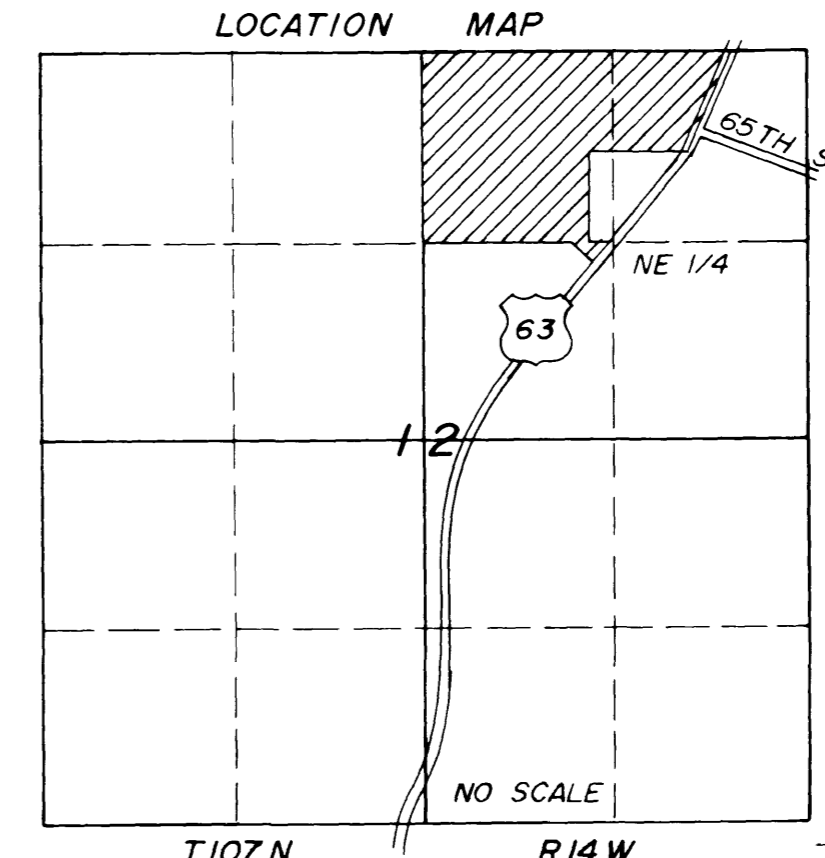 LOCATION MAP
65TH
NE 1/4
63
12
NO SCALE
T107N R14W